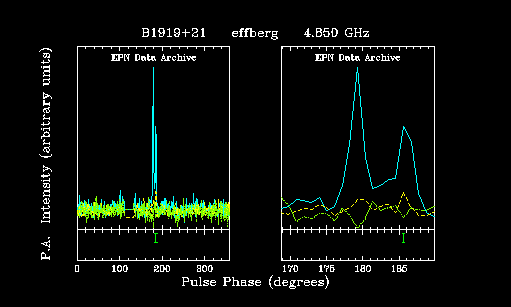 B1919+21 effberg 4.850 GHz
EPN Data Archive EPN Data Archive
Intensity (arbitrary units)
P.A.
0 100 200 300 170 175 180 185
Pulse Phase (degrees)